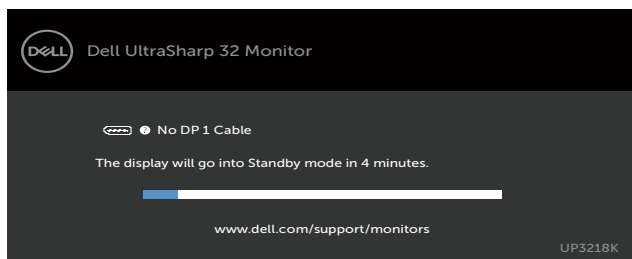 DELL Dell UltraSharp 32 Monitor
? No DP 1 Cable
The display will go into Standby mode in 4 minutes.
www.dell.com/support/monitors
UP3218K